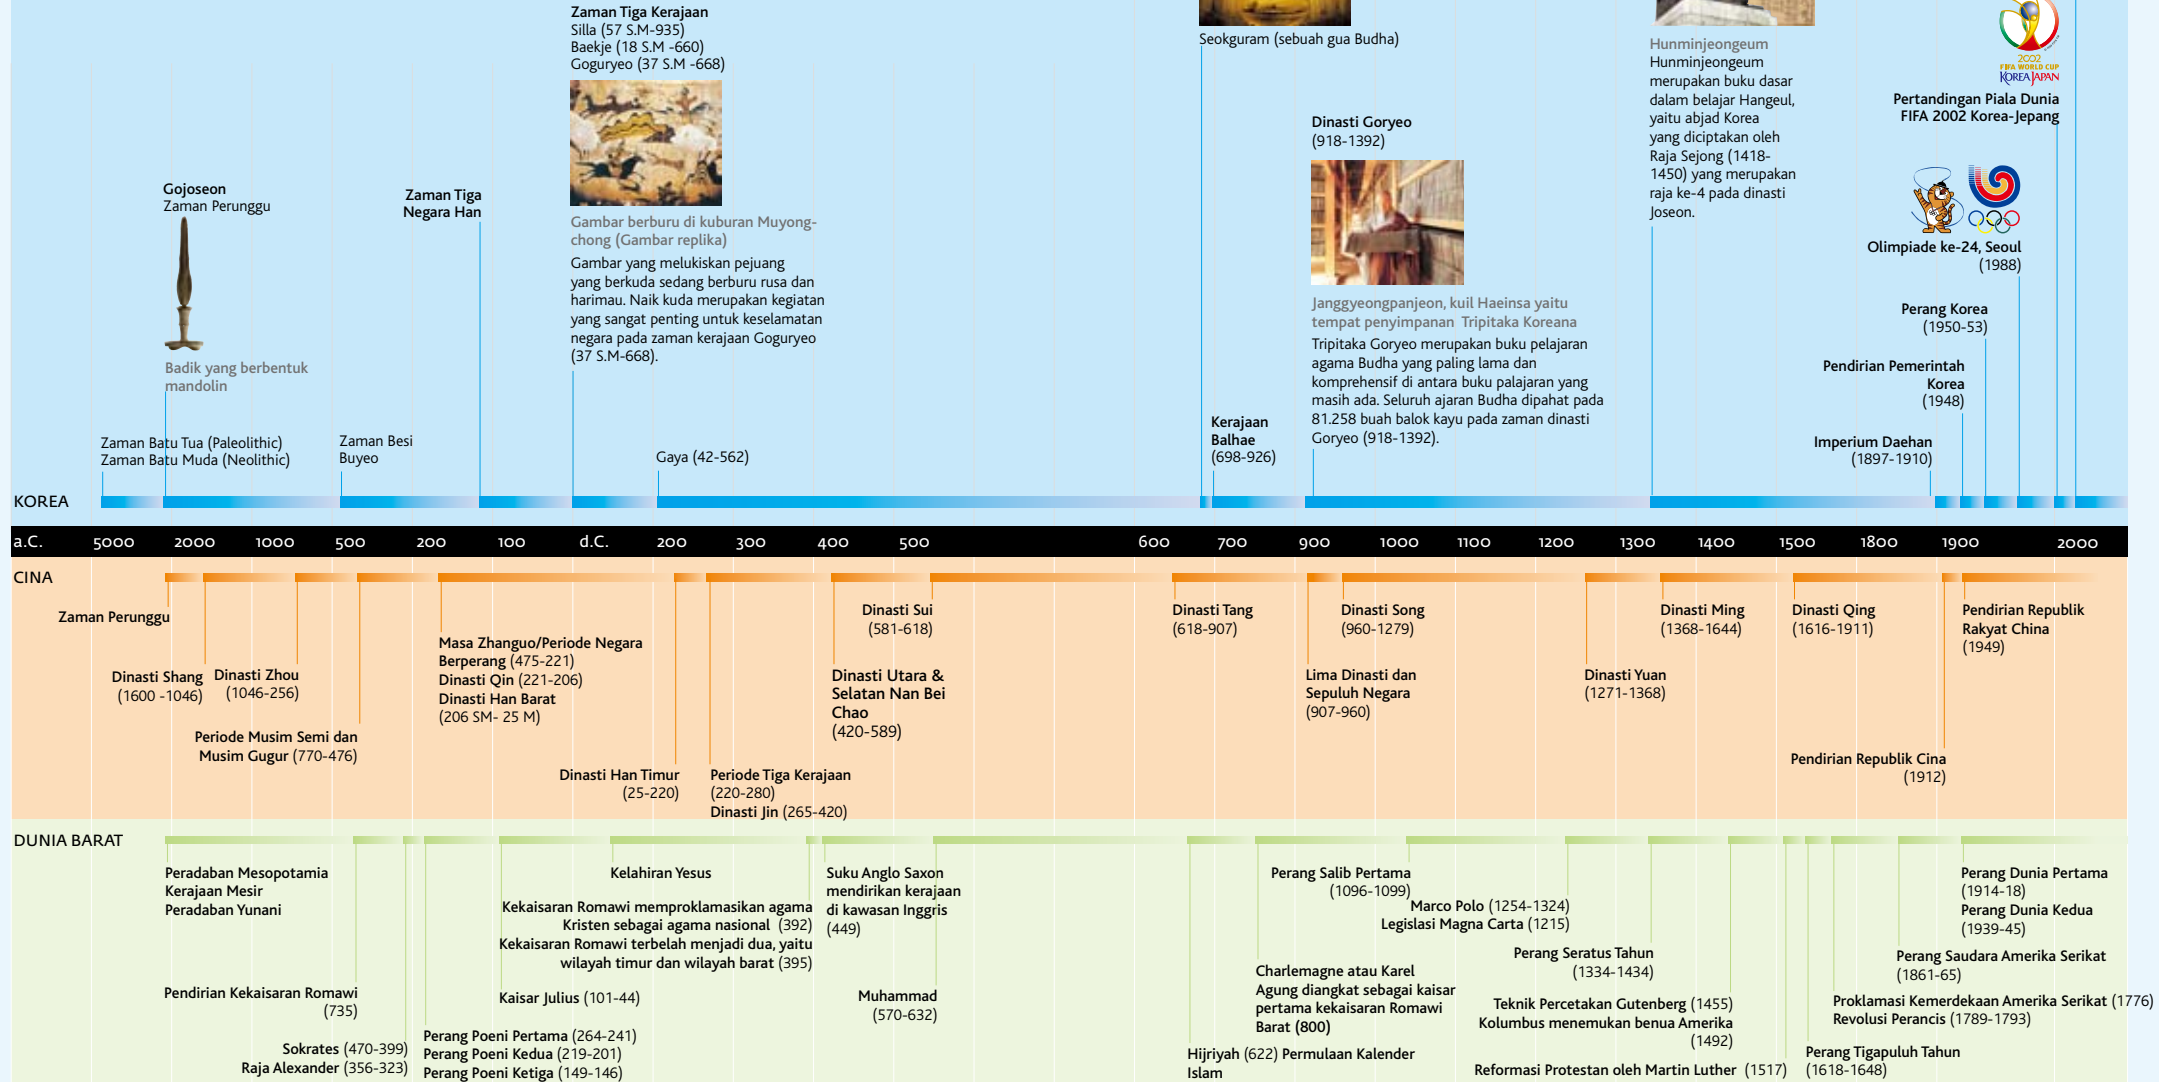 Zaman Tiga Kerajaan
Silla (57 S.M-935)
Baekje (18 S.M -660)
Goguryeo (37 S.M -668)
Seokguram (sebuah gua Budha)
Hunminjeongeum
Hunminjeongeum
merupakan buku dasar
dalam belajar Hangeul,
yaitu abjad Korea
yang diciptakan oleh
Raja Sejong (1418-
1450) yang merupakan
raja ke-4 pada dinasti
Joseon.
2002
FIFA WORLD CUP
KOREA JAPAN
Pertandingan Piala Dunia
FIFA 2002 Korea-Jepang
Dinasti Goryeo
(918-1392)
Gojoseon
Zaman Perunggu
Zaman Tiga
Negara Han
Gambar berburu di kuburan Muyong-
chong (Gambar replika)
Gambar yang melukiskan pejuang
yang berkuda sedang berburu rusa dan
harimau. Naik kuda merupakan kegiatan
yang sangat penting untuk keselamatan
negara pada zaman kerajaan Goguryeo
(37 S.M-668).
Olimpiade ke-24, Seoul
(1988)
Janggyeongpanjeon, kuil Haeinsa yaitu
tempat penyimpanan Tripitaka Koreana
Tripitaka Goryeo merupakan buku pelajaran
agama Budha yang paling lama dan
komprehensif di antara buku palajaran yang
masih ada. Seluruh ajaran Budha dipahat pada
81.258 buah balok kayu pada zaman dinasti
Goryeo (918-1392).
Perang Korea
(1950-53)
Badik yang berbentuk
mandolin
Pendirian Pemerintah
Korea
(1948)
Zaman Batu Tua (Paleolithic)
Zaman Batu Muda (Neolithic)
Zaman Besi
Buyeo
Gaya (42-562)
Kerajaan
Balhae
(698-926)
Imperium Daehan
(1897-1910)
KOREA
a.C. 5000 2000 1000 500 200 100 d.C. 200 300 400 500 600 700 900 1000 1100 1200 1300 1400 1500 1800 1900 2000
CINA
Zaman Perunggu
Dinasti Shang
(1600 -1046)
Dinasti Zhou
(1046-256)
Periode Musim Semi dan
Musim Gugur (770-476)
Masa Zhanguo/Periode Negara
Berperang (475-221)
Dinasti Qin (221-206)
Dinasti Han Barat
(206 SM- 25 M)
Dinasti Han Timur
(25-220)
Periode Tiga Kerajaan
(220-280)
Dinasti Jin (265-420)
Dinasti Sui
(581-618)
Dinasti Utara &
Selatan Nan Bei
Chao
(420-589)
Dinasti Tang
(618-907)
Lima Dinasti dan
Sepuluh Negara
(907-960)
Dinasti Song
(960-1279)
Dinasti Yuan
(1271-1368)
Dinasti Ming
(1368-1644)
Dinasti Qing
(1616-1911)
Pendirian Republik Cina
(1912)
Pendirian Republik
Rakyat China
(1949)
DUNIA BARAT
Peradaban Mesopotamia
Kerajaan Mesir
Peradaban Yunani
Pendirian Kekaisaran Romawi
(735)
Sokrates (470-399)
Raja Alexander (356-323)
Perang Poeni Pertama (264-241)
Perang Poeni Kedua (219-201)
Perang Poeni Ketiga (149-146)
Kaisar Julius (101-44)
Kelahiran Yesus
Kekaisaran Romawi memproklamasikan agama
Kristen sebagai agama nasional (392)
Kekaisaran Romawi terbelah menjadi dua, yaitu
wilayah timur dan wilayah barat (395)
Suku Anglo Saxon
mendirikan kerajaan
di kawasan Inggris
(449)
Muhammad
(570-632)
Hijriyah (622) Permulaan Kalender
Islam
Charlemagne atau Karel
Agung diangkat sebagai kaisar
pertama kekaisaran Romawi
Barat (800)
Perang Salib Pertama
(1096-1099)
Marco Polo (1254-1324)
Legislasi Magna Carta (1215)
Perang Seratus Tahun
(1334-1434)
Teknik Percetakan Gutenberg (1455)
Kolumbus menemukan benua Amerika
(1492)
Reformasi Protestan oleh Martin Luther (1517)
Perang Tigapuluh Tahun
(1618-1648)
Proklamasi Kemerdekaan Amerika Serikat (1776)
Revolusi Perancis (1789-1793)
Perang Saudara Amerika Serikat
(1861-65)
Perang Dunia Pertama
(1914-18)
Perang Dunia Kedua
(1939-45)